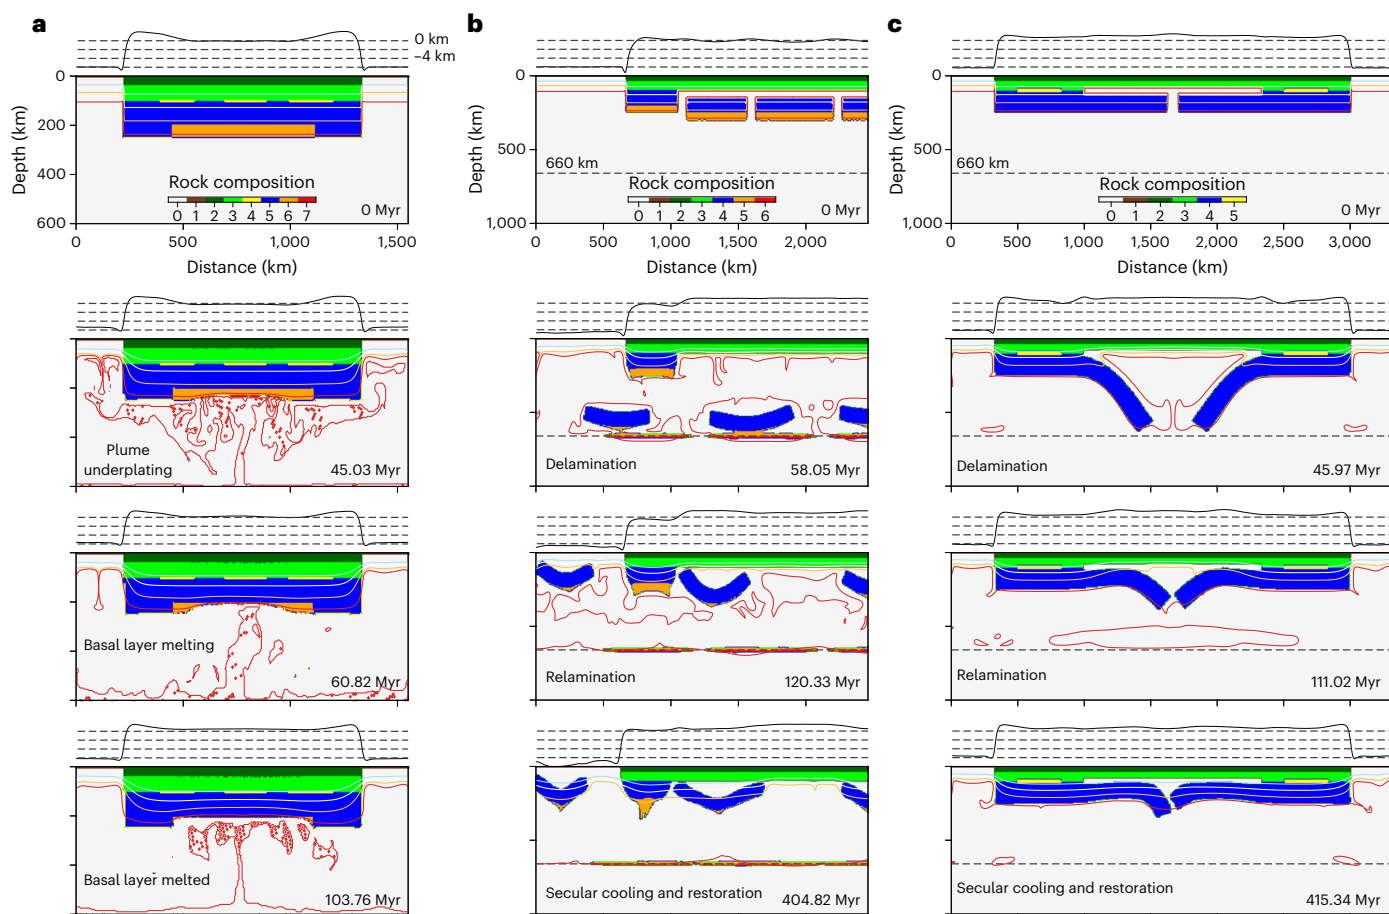 a
0 km
−4 km
0
200
400
600
Depth (km)
Rock composition
0 1 2 3 4 5 6 7
0 Myr
0 500 1,000 1,500
Distance (km)
Plume
underplating
45.03 Myr
Basal layer melting
60.82 Myr
Basal layer melted
103.76 Myr
b
0
500
1,000
Depth (km)
660 km
Rock composition
0 1 2 3 4 5 6
0 Myr
0 500 1,000 1,500 2,000
Distance (km)
Delamination
58.05 Myr
Relamination
120.33 Myr
Secular cooling and restoration
404.82 Myr
c
0
500
1,000
Depth (km)
660 km
Rock composition
0 1 2 3 4 5
0 Myr
0 500 1,000 1,500 2,000 2,500 3,000
Distance (km)
Delamination
45.97 Myr
Relamination
111.02 Myr
Secular cooling and restoration
415.34 Myr